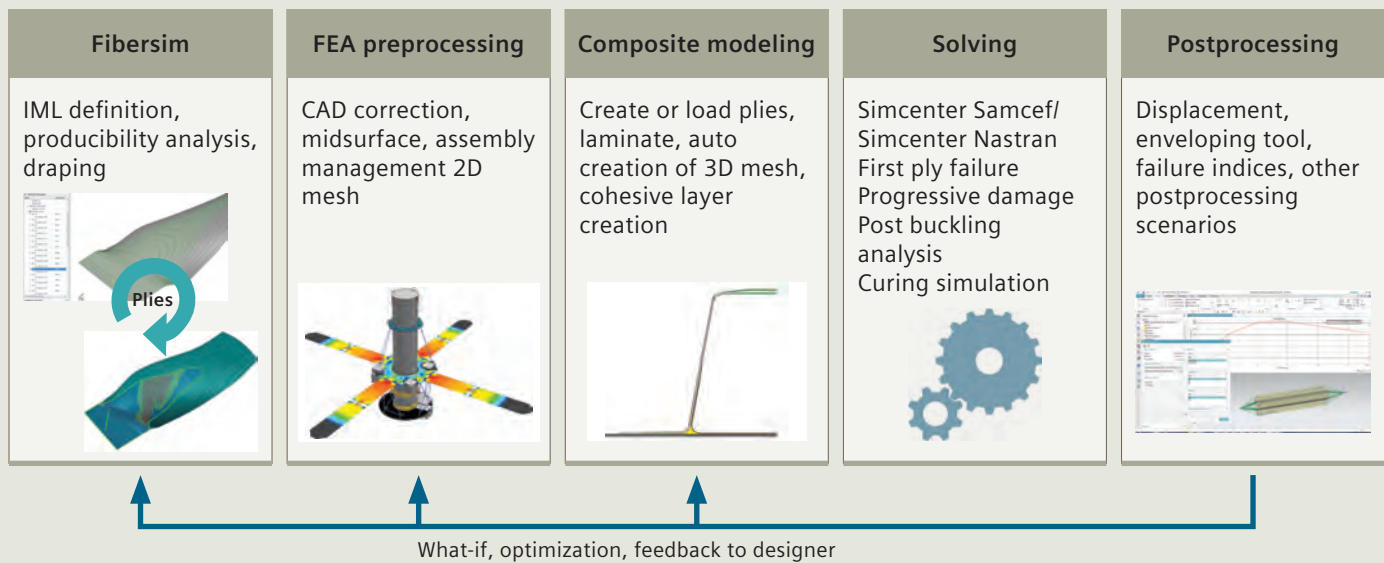 Fibersim
IML definition,
producibility analysis,
draping
Plies
FEA preprocessing
CAD correction,
midsurface, assembly
management 2D
mesh
Composite modeling
Create or load plies,
laminate, auto
creation of 3D mesh,
cohesive layer
creation
Solving
Simcenter Samcef/
Simcenter Nastran
First ply failure
Progressive damage
Post buckling
analysis
Curing simulation
Postprocessing
Displacement,
enveloping tool,
failure indices, other
postprocessing
scenarios
What-if, optimization, feedback to designer